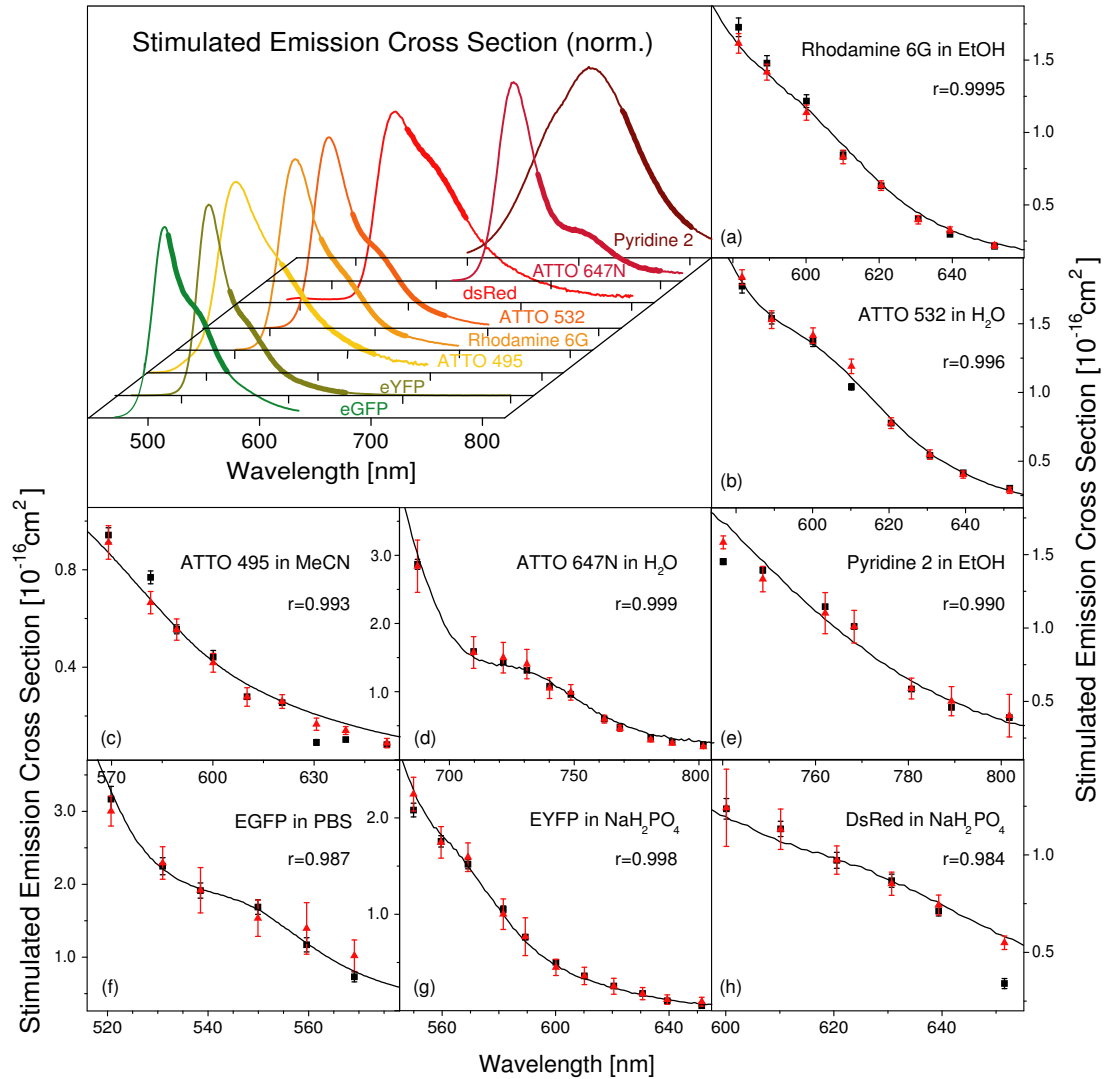 Stimulated Emission Cross Section (norm.)
Pyridine 2
ATTO 647N
dsRed
ATTO 532
Rhodamine 6G
ATTO 495
eYFP
eGFP
500 600 700 800
Wavelength [nm]
Rhodamine 6G in EtOH
r=0.9995
1.5
1.0
0.5
(a)
600 620 640
ATTO 532 in H₂O
r=0.996
1.5
1.0
0.5
(b)
600 620 640
Stimulated Emission Cross Section [10⁻¹⁶cm² ]
ATTO 495 in MeCN
r=0.993
0.8
0.4
(c)
570 600 630
ATTO 647N in H₂O
r=0.999
3.0
2.0
1.0
(d)
700 750 800
Pyridine 2 in EtOH
r=0.990
1.5
1.0
0.5
(e)
760 780 800
Stimulated Emission Cross Section [10⁻¹⁶cm² ]
EGFP in PBS
r=0.987
3.0
2.0
1.0
(f)
520 540 560
EYFP in NaH₂PO₄
r=0.998
2.0
1.0
(g)
560 600 640
DsRed in NaH₂PO₄
r=0.984
1.0
0.5
(h)
600 620 640
Wavelength [nm]